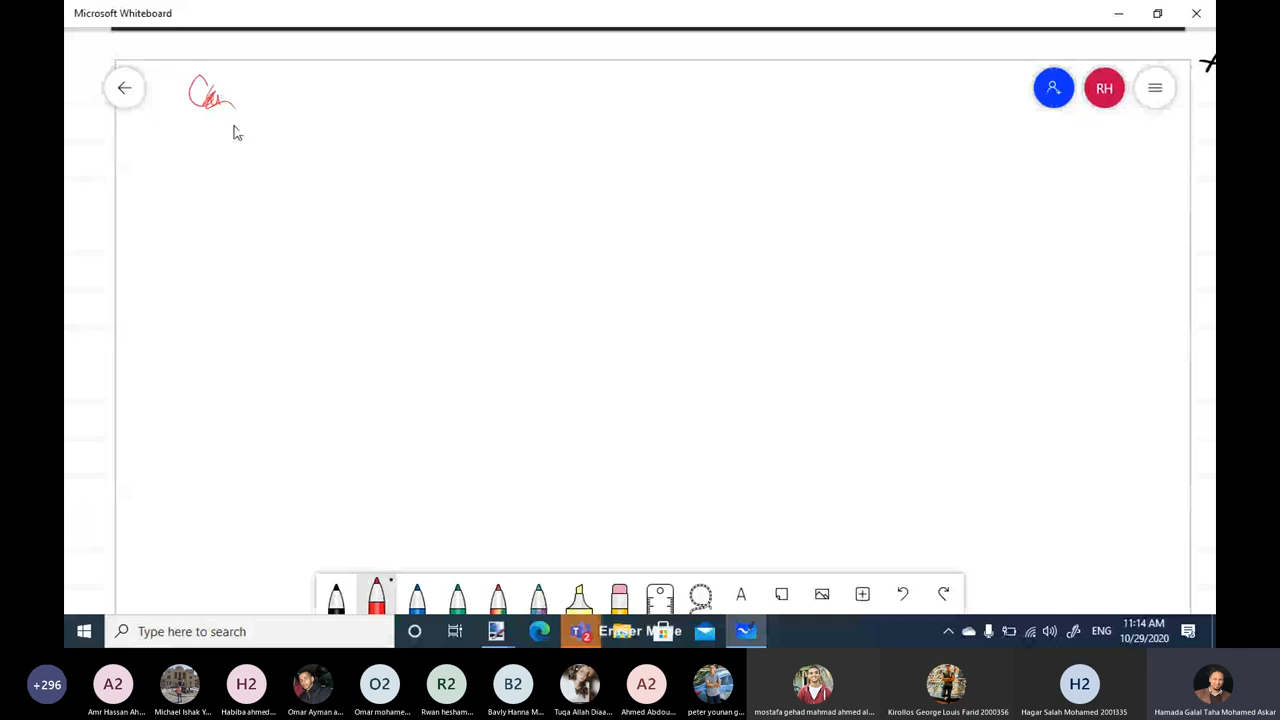 Microsoft Whiteboard
RH
A
Type here to search
2
Eraser Mode
ENG
11:14 AM
10/29/2020
+296
A2
H2
O2
R2
B2
A2
H2
Amr Hassan Ah...
Michael Ishak Y...
Habiba ahmed...
Omar Ayman a...
Omar mohame...
Rwan hesham...
Bavly Hanna M...
Tuqa Allah Diaa...
Ahmed Abdou...
peter younan g...
mostafa gehad mahmad ahmed al...
Kirollos George Louis Farid 2000356
Hagar Salah Mohamed 2001335
Hamada Galal Taha Mohamed Askar